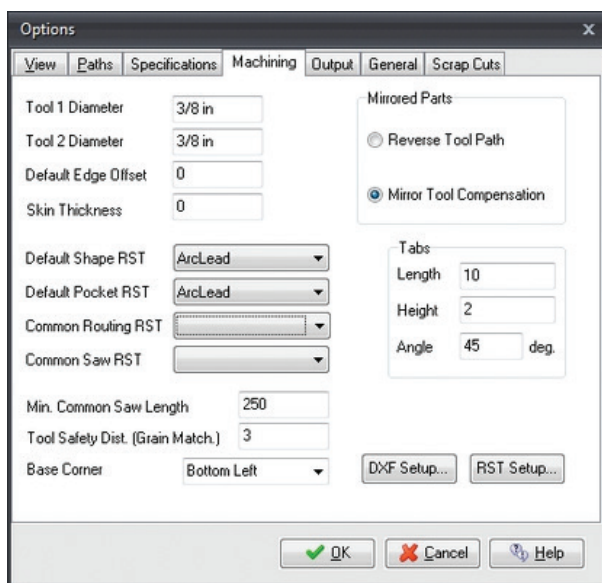 Options
x
View Paths Specifications Machining Output General Scrap Cuts
Tool 1 Diameter 3/8 in
Tool 2 Diameter 3/8 in
Default Edge Offset 0
Skin Thickness 0
Mirrored Parts
Reverse Tool Path
Mirror Tool Compensation
Default Shape RST ArcLead
Default Pocket RST ArcLead
Common Routing RST
Common Saw RST
Tabs
Length 10
Height 2
Angle 45 deg.
Min. Common Saw Length 250
Tool Safety Dist. (Grain Match.) 3
Base Corner Bottom Left
DXF Setup... RST Setup...
OK Cancel Help